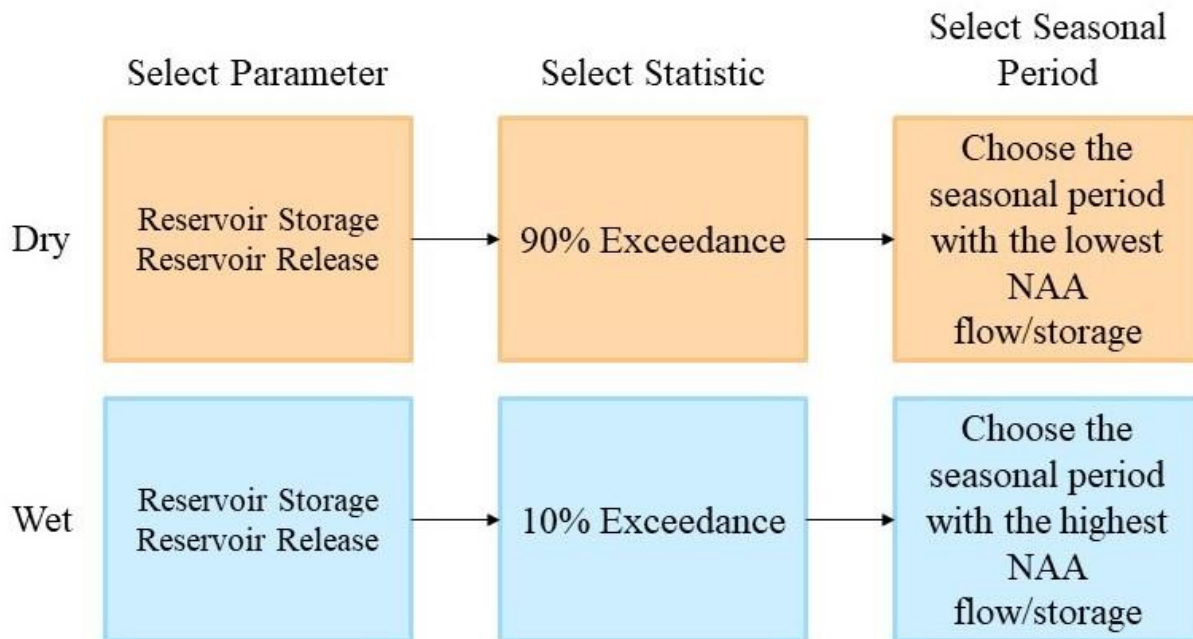 Select Parameter
Select Statistic
Select Seasonal
Period
Dry
Reservoir Storage
Reservoir Release
90% Exceedance
Choose the
seasonal period
with the lowest
NAA
flow/storage
Wet
Reservoir Storage
Reservoir Release
10% Exceedance
Choose the
seasonal period
with the highest
NAA
flow/storage